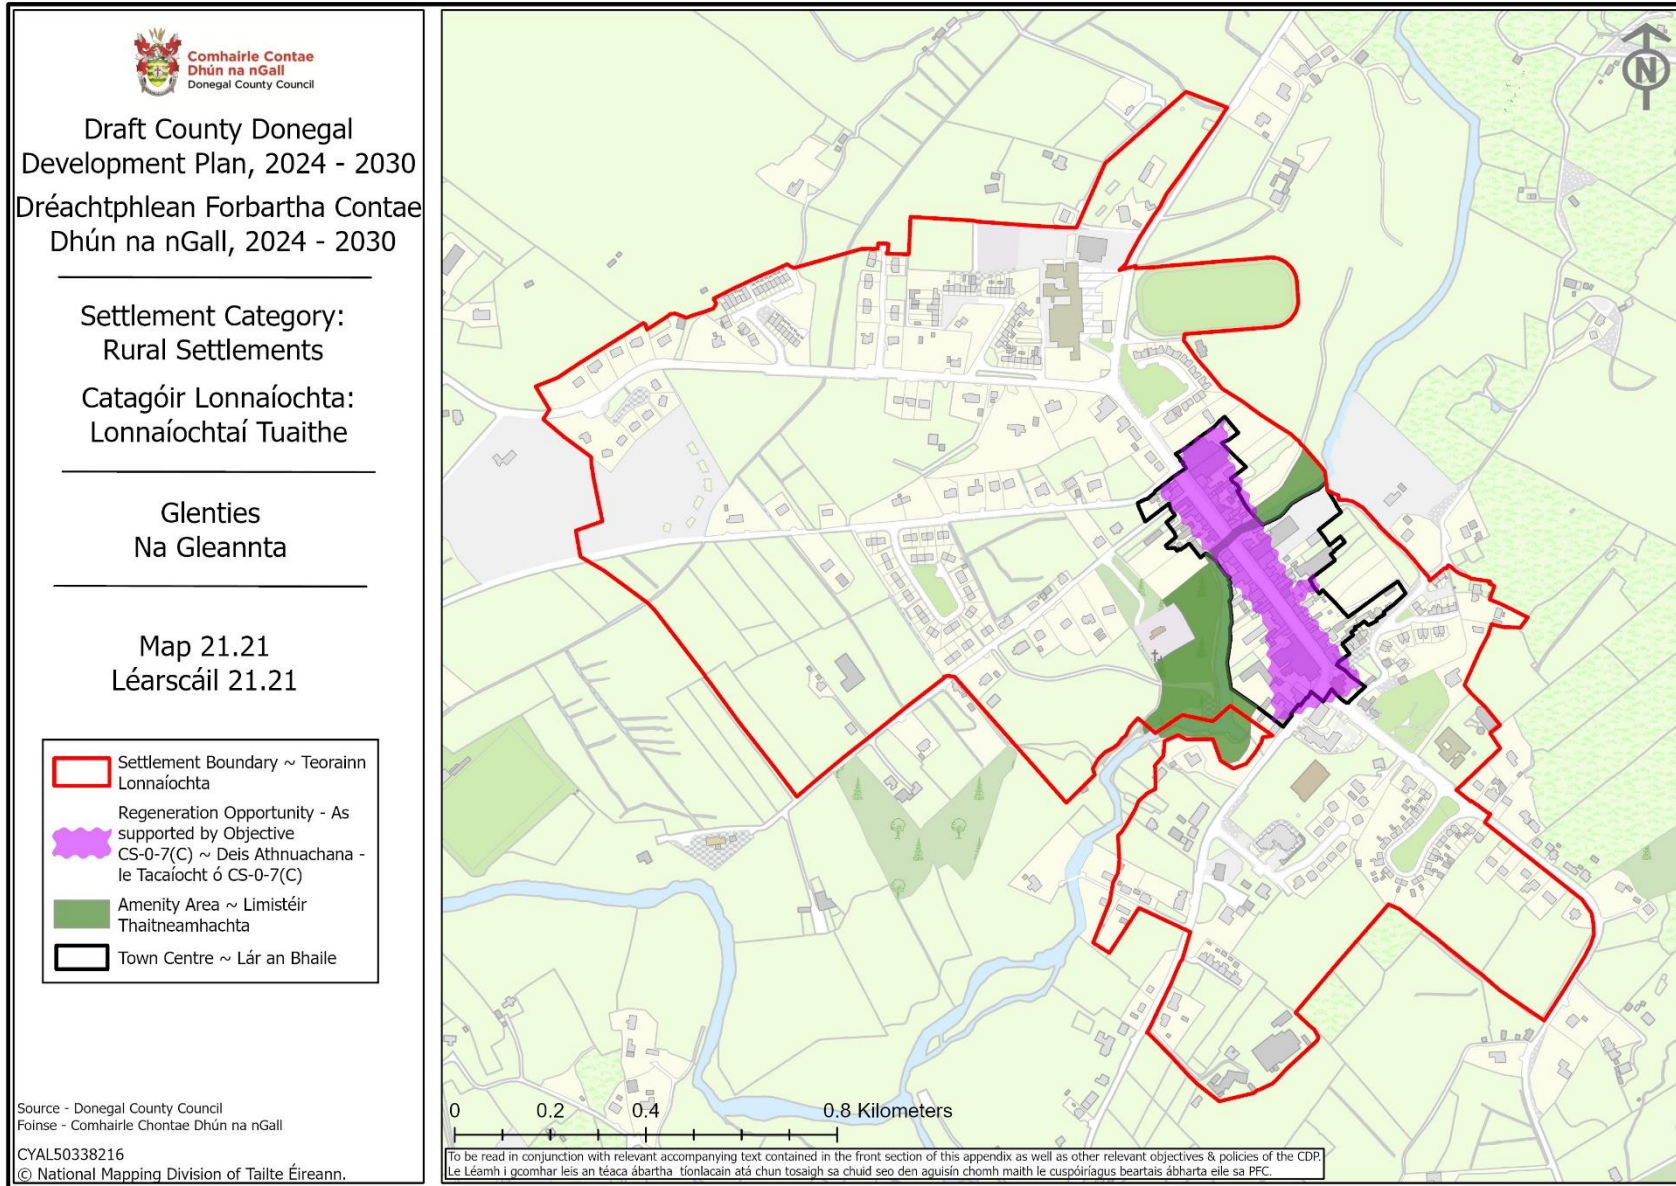 Comhairle Contae
Dhún na nGall
Donegal County Council
Draft County Donegal
Development Plan, 2024 - 2030
Dréachtphlean Forbartha Contae
Dhún na nGall, 2024 - 2030
Settlement Category:
Rural Settlements
Catagóir Lonnaíochta:
Lonnaíochtaí Tuaithe
Glenties
Na Gleannta
Map 21.21
Léarscáil 21.21
Settlement Boundary ~ Teorainn
Lonnaíochta
Regeneration Opportunity - As
supported by Objective
CS-0-7(C) ~ Deis Athnuachana -
le Tacaíocht ó CS-0-7(C)
Amenity Area ~ Limistéir
Thaitneamhachta
Town Centre ~ Lár an Bhaile
Source - Donegal County Council
Foinse - Comhairle Chontae Dhún na nGall
CYAL50338216
© National Mapping Division of Tailte Éireann.
N
0 0.2 0.4 0.8 Kilometers
To be read in conjunction with relevant accompanying text contained in the front section of this appendix as well as other relevant objectives & policies of the CDP.
Le Léamh i gcomhar leis an téaca ábartha tíonlacain atá chun tosaigh sa chuid seo den aguisín chomh maith le cuspóiríagus beartais ábharta eile sa PFC.